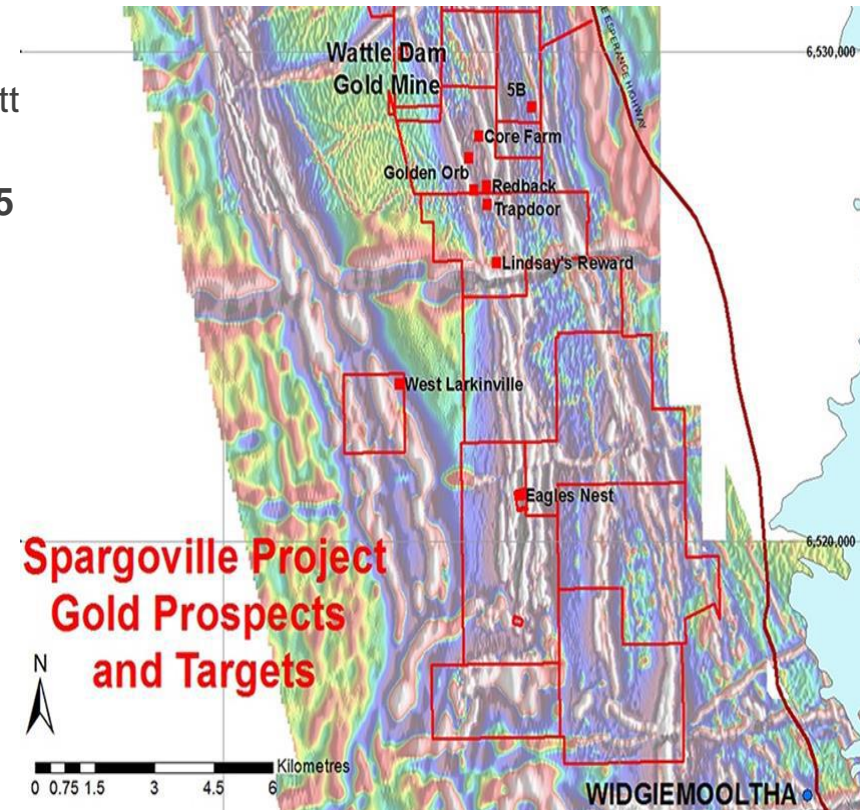 tt
5
E ESPERANCE HIGHWAY
6,530,000
Wattle Dam
Gold Mine
5B
Core Farm
Golden Orb
Redback
Trapdoor
Lindsay's Reward
West Larkinville
Eagles Nest
6,520,000
Spargoville Project
Gold Prospects
and Targets
N
Kilometres
0 0.75 1.5 3 4.5 6
WIDGIEMOOLTHA